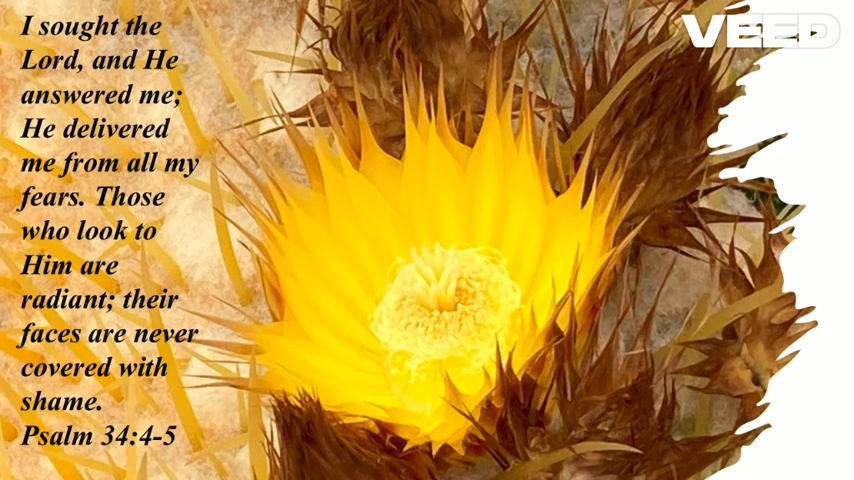 I sought the
Lord, and He
answered me;
He delivered
me from all my
fears. Those
who look to
Him are
radiant; their
faces are never
covered with
shame.
Psalm 34:4-5
VEED